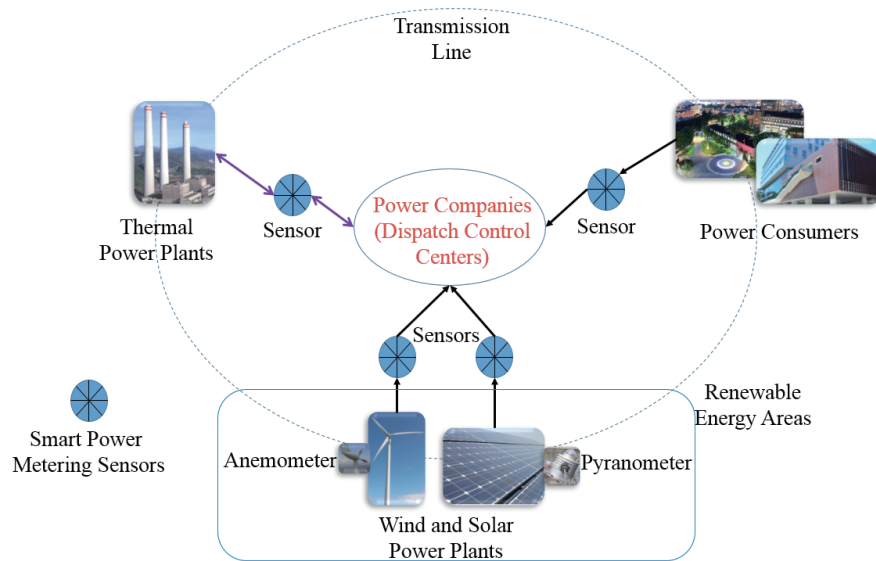 Transmission
Line
Thermal
Power Plants
Sensor
Power Companies
(Dispatch Control
Centers)
Sensor
Power Consumers
Sensors
Smart Power
Metering Sensors
Renewable
Energy Areas
Anemometer
Pyranometer
Wind and Solar
Power Plants